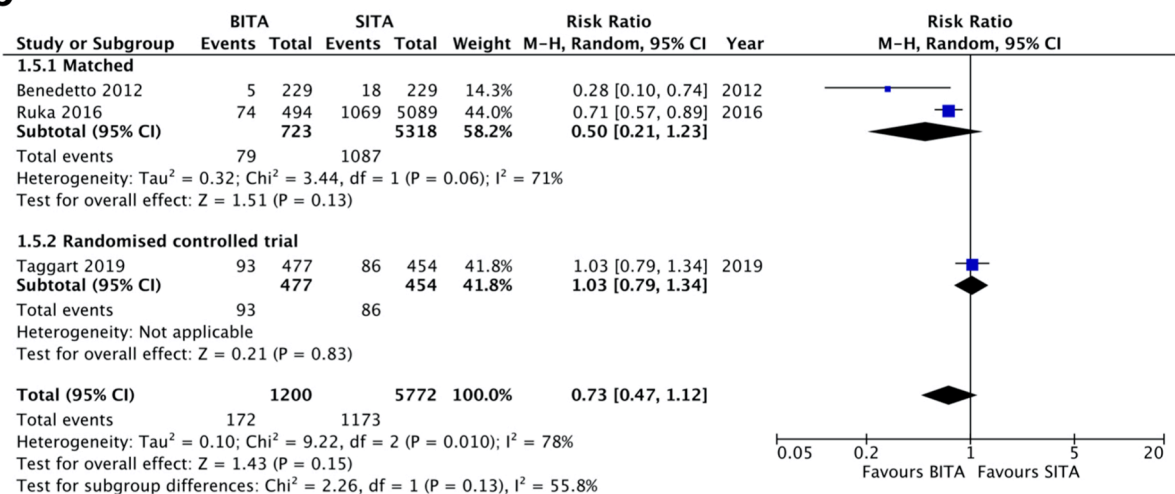 BITA SITA Risk Ratio Risk Ratio
Study or Subgroup Events Total Events Total Weight M-H, Random, 95% CI Year M-H, Random, 95% CI
1.5.1 Matched
Benedetto 2012 5 229 18 229 14.3% 0.28 [0.10, 0.74] 2012
Ruka 2016 74 494 1069 5089 44.0% 0.71 [0.57, 0.89] 2016
Subtotal (95% CI) 723 5318 58.2% 0.50 [0.21, 1.23]
Total events 79 1087
Heterogeneity: Tau² = 0.32; Chi² = 3.44, df = 1 (P = 0.06); I² = 71%
Test for overall effect: Z = 1.51 (P = 0.13)
1.5.2 Randomised controlled trial
Taggart 2019 93 477 86 454 41.8% 1.03 [0.79, 1.34] 2019
Subtotal (95% CI) 477 454 41.8% 1.03 [0.79, 1.34]
Total events 93 86
Heterogeneity: Not applicable
Test for overall effect: Z = 0.21 (P = 0.83)
Total (95% CI) 1200 5772 100.0% 0.73 [0.47, 1.12]
Total events 172 1173
Heterogeneity: Tau² = 0.10; Chi² = 9.22, df = 2 (P = 0.010); I² = 78%
Test for overall effect: Z = 1.43 (P = 0.15)
Test for subgroup differences: Chi² = 2.26, df = 1 (P = 0.13), I² = 55.8%
0.05 0.2 1 5 20
Favours BITA Favours SITA